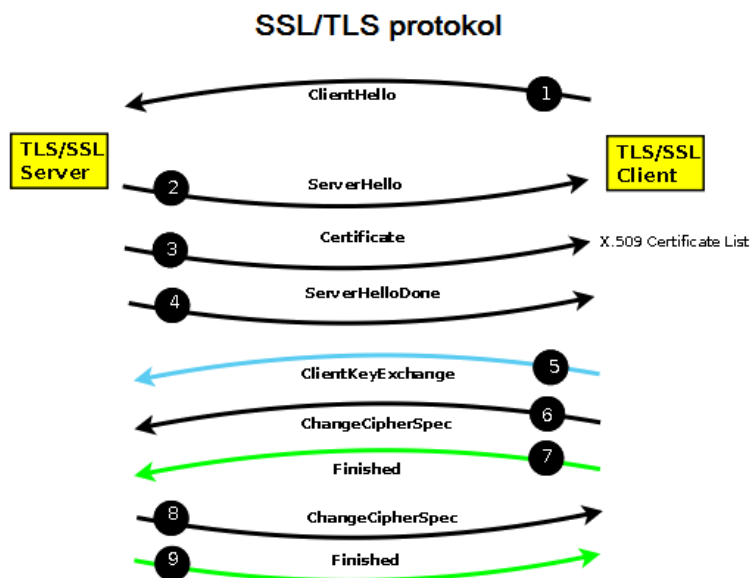 SSL/TLS protokol
ClientHello
1
TLS/SSL
Server
TLS/SSL
Client
2
ServerHello
3
Certificate
X.509 Certificate List
4
ServerHelloDone
5
ClientKeyExchange
6
ChangeCipherSpec
7
Finished
8
ChangeCipherSpec
9
Finished